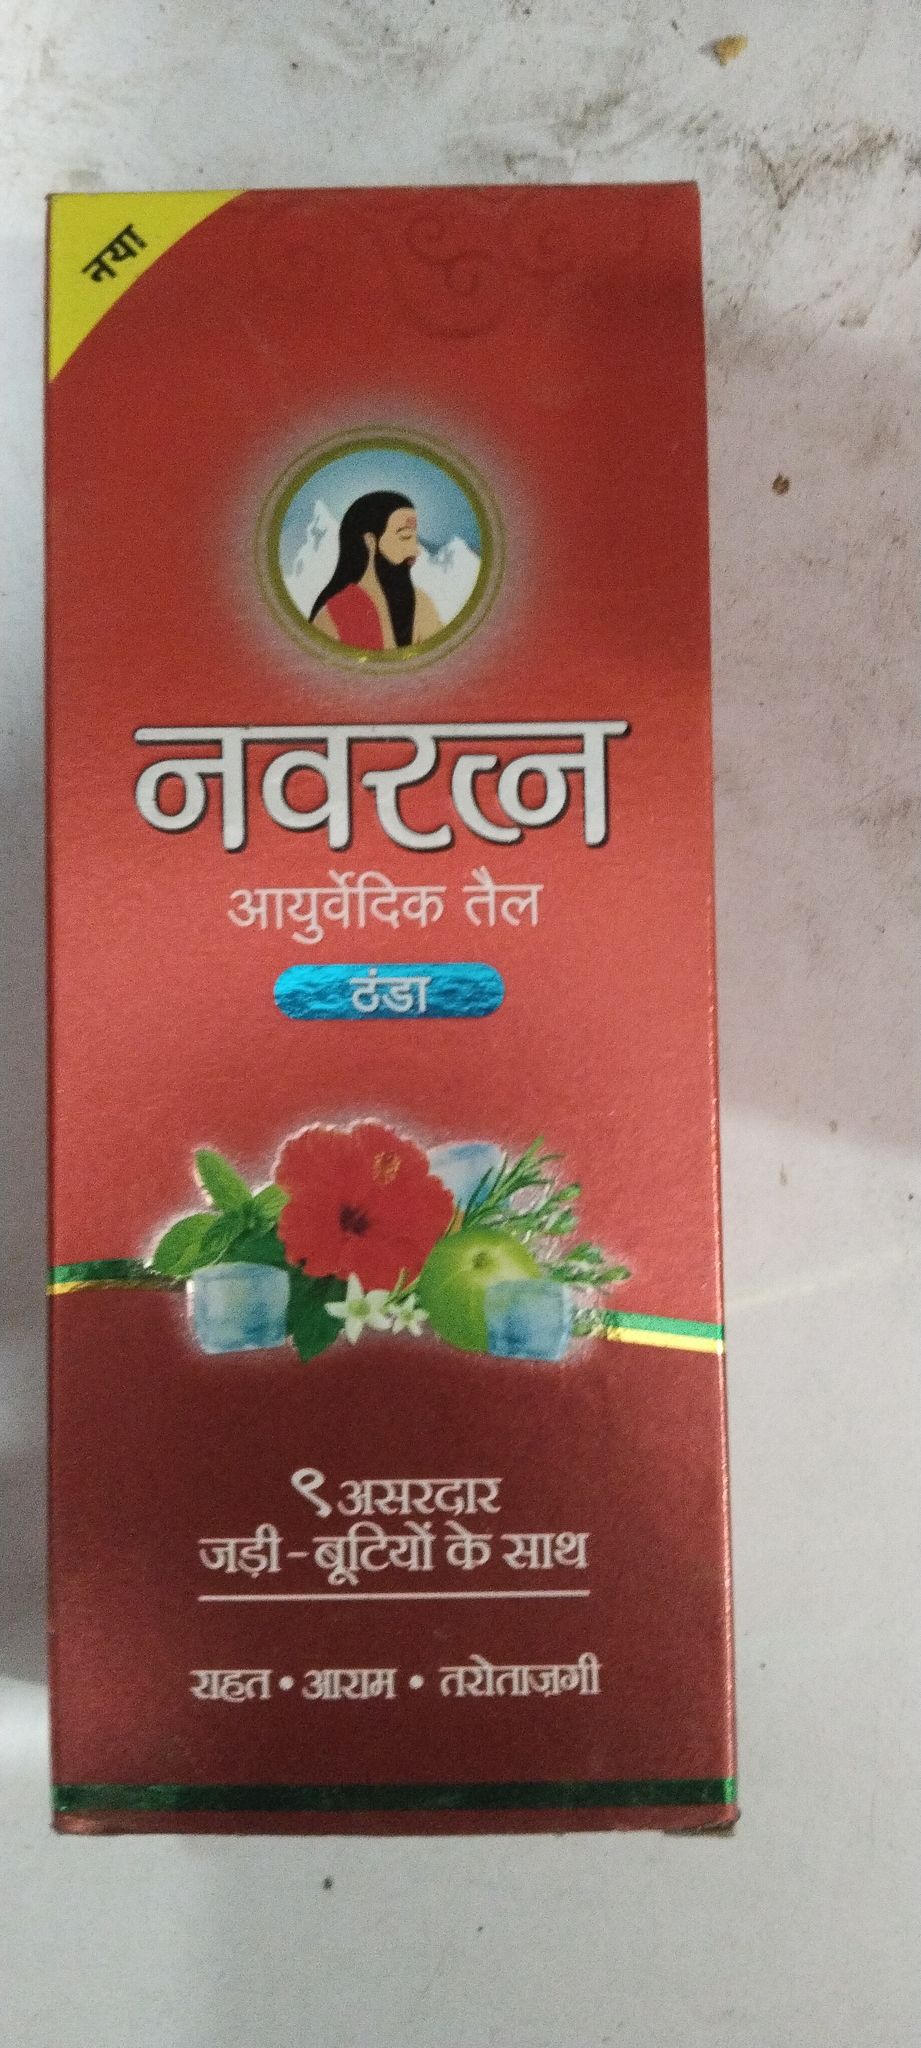 नया
नवरत्न
आयुर्वेदिक तैल
ठंडा
९ असरदार
जड़ी-बूटियों के साथ
राहत • आराम • तरोताज़गी